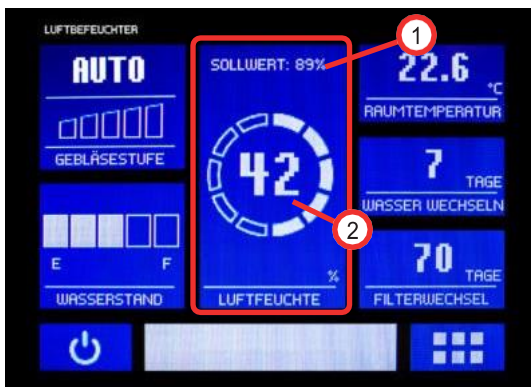 LUFTBEFEUCHTER
AUTO
GEBLÄSESTUFE
E F
WASSERSTAND
SOLLWERT: 89%
42
%
LUFTFEUCHTE
22.6 °C
RAUMTEMPERATUR
7 TAGE
WASSER WECHSELN
70 TAGE
FILTERWECHSEL
1
2